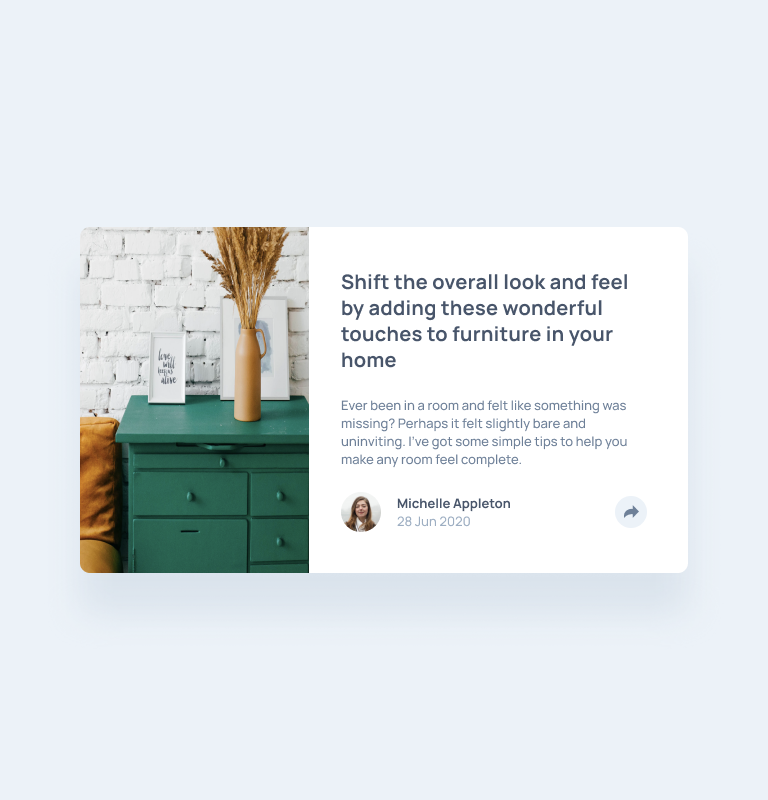 love
will
keep us
alive
Shift the overall look and feel
by adding these wonderful
touches to furniture in your
home
Ever been in a room and felt like something was
missing? Perhaps it felt slightly bare and
uninviting. I've got some simple tips to help you
make any room feel complete.
Michelle Appleton
28 Jun 2020